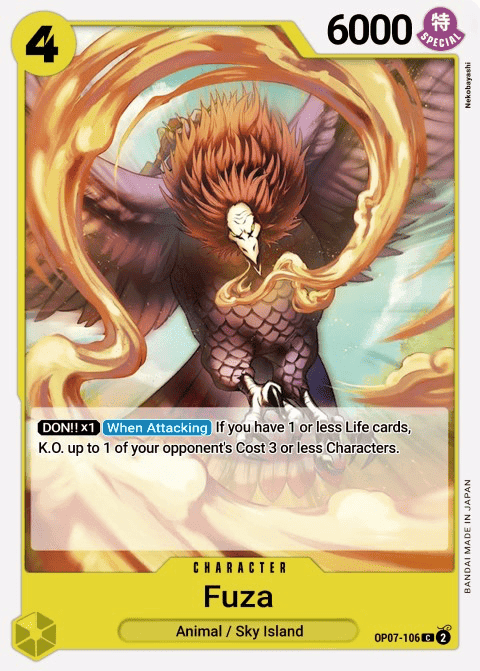 4
6000
特
SPECIAL
Nekobayashi
DON!!×1 When Attacking If you have 1 or less Life cards,
K.O. up to 1 of your opponent's Cost 3 or less Characters.
BANDAI MADE IN JAPAN
CHARACTER
Fuza
Animal / Sky Island
OP07-106 C 2